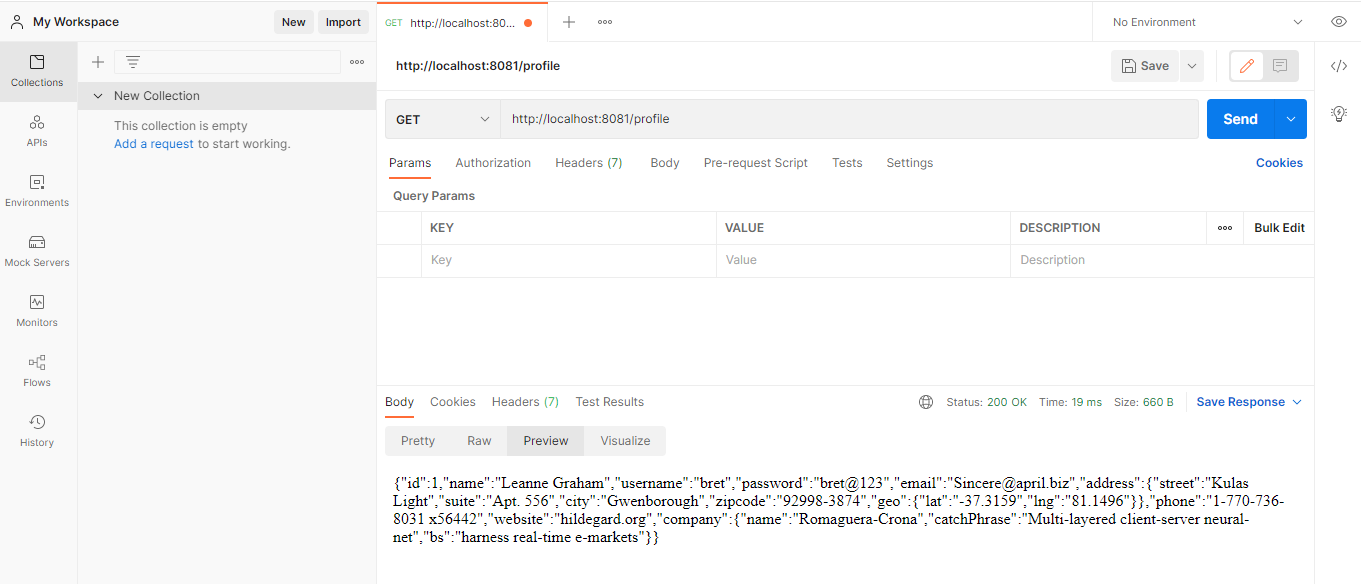 My Workspace
New
Import
GET http://localhost:80...
No Environment
Collections
http://localhost:8081/profile
Save
New Collection
This collection is empty
Add a request to start working.
APIs
Environments
Mock Servers
Monitors
Flows
History
GET
http://localhost:8081/profile
Send
Params Authorization Headers (7) Body Pre-request Script Tests Settings Cookies
Query Params
KEY VALUE DESCRIPTION Bulk Edit
Key Value Description
Body Cookies Headers (7) Test Results Status: 200 OK Time: 19 ms Size: 660 B Save Response
Pretty Raw Preview Visualize
{"id":1,"name":"Leanne Graham","username":"bret","password":"bret@123","email":"Sincere@april.biz","address":{"street":"Kulas
Light","suite":"Apt. 556","city":"Gwenborough","zipcode":"92998-3874","geo":{"lat":"-37.3159","lng":"81.1496"}},"phone":"1-770-736-
8031 x56442","website":"hildegard.org","company":{"name":"Romaguera-Crona","catchPhrase":"Multi-layered client-server neural-
net","bs":"harness real-time e-markets"}}